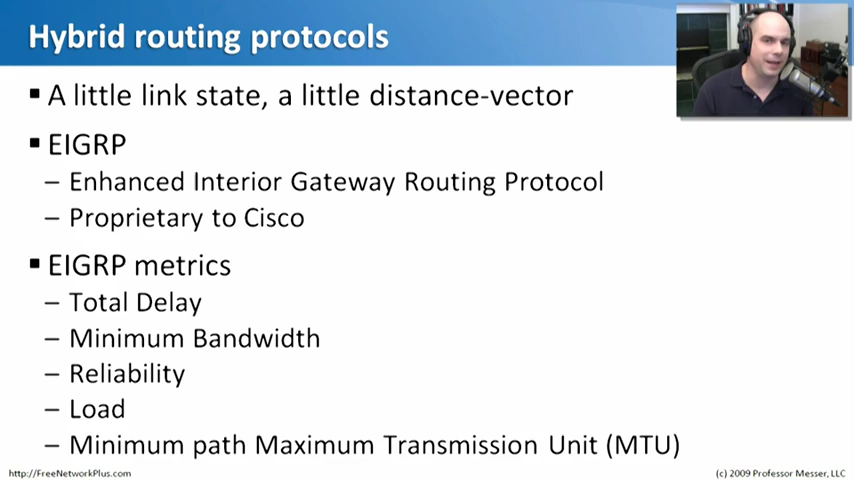 Hybrid routing protocols
▪ A little link state, a little distance-vector
▪ EIGRP
– Enhanced Interior Gateway Routing Protocol
– Proprietary to Cisco
▪ EIGRP metrics
– Total Delay
– Minimum Bandwidth
– Reliability
– Load
– Minimum path Maximum Transmission Unit (MTU)
http://FreeNetworkPlus.com
(c) 2009 Professor Messer, LLC